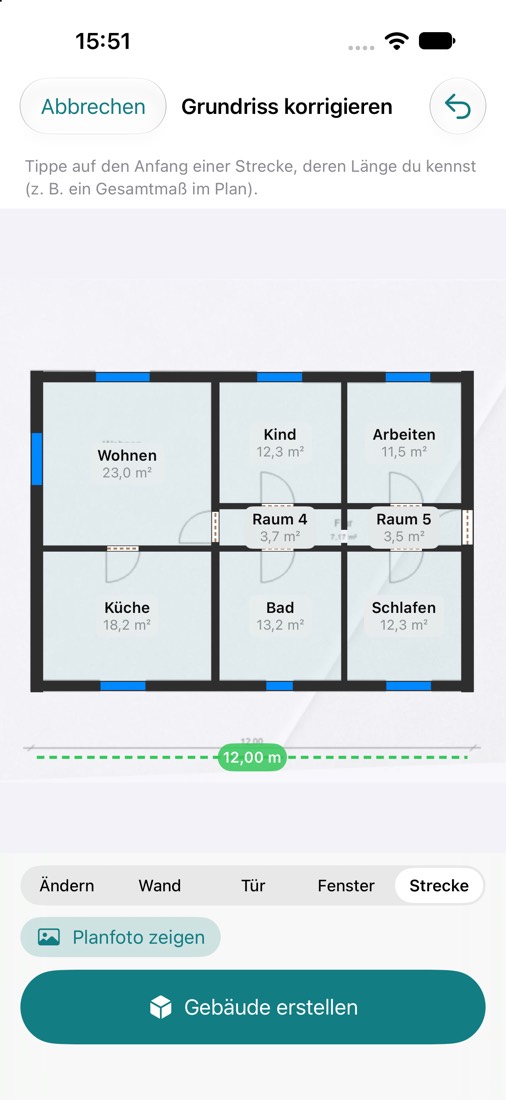 15:51
Abbrechen
Grundriss korrigieren
Tippe auf den Anfang einer Strecke, deren Länge du kennst
(z. B. ein Gesamtmaß im Plan).
Wohnen
23,0 m²
Kind
12,3 m²
Arbeiten
11,5 m²
Raum 4
3,7 m²
Raum 5
3,5 m²
Küche
18,2 m²
Bad
13,2 m²
Schlafen
12,3 m²
12,00
12,00 m
Ändern
Wand
Tür
Fenster
Strecke
Planfoto zeigen
Gebäude erstellen